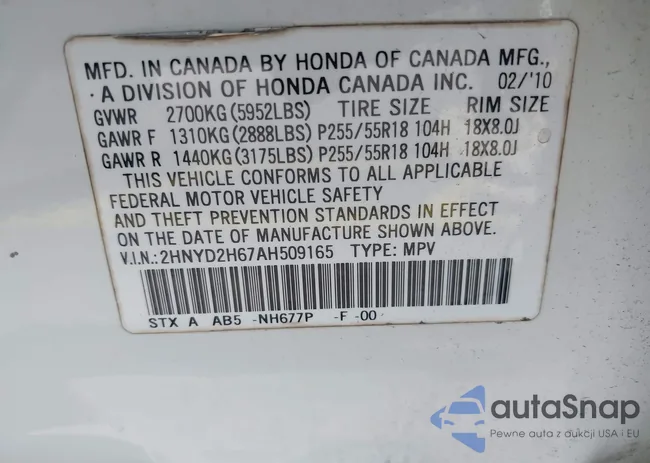 MFD. IN CANADA BY HONDA OF CANADA MFG.,
A DIVISION OF HONDA CANADA INC. 02/'10
GVWR 2700KG(5952LBS) TIRE SIZE RIM SIZE
GAWR F 1310KG(2888LBS) P255/55R18 104H 18X8.0J
GAWR R 1440KG(3175LBS) P255/55R18 104H 18X8.0J
THIS VEHICLE CONFORMS TO ALL APPLICABLE
FEDERAL MOTOR VEHICLE SAFETY
AND THEFT PREVENTION STANDARDS IN EFFECT
ON THE DATE OF MANUFACTURE SHOWN ABOVE.
V.I.N.:2HNYD2H67AH509165 TYPE: MPV
STX A AB5 -NH677P -F -00
autaSnap
Pewne auta z aukcji USA i EU